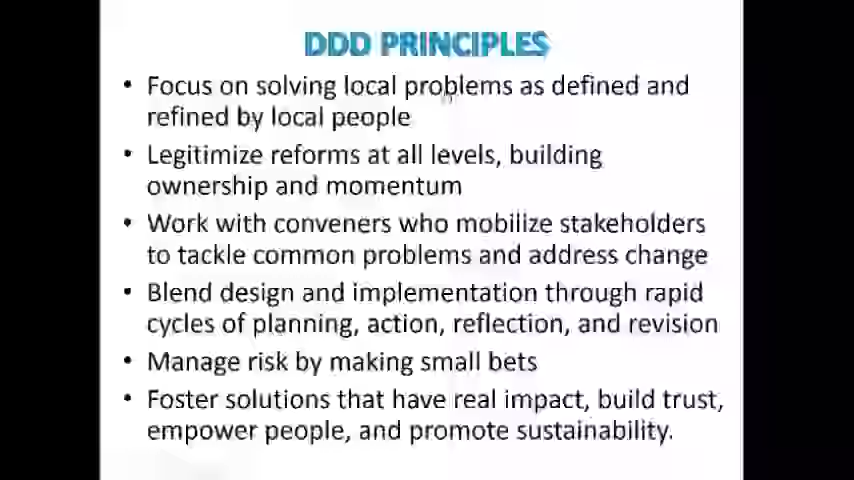 DDD PRINCIPLES
• Focus on solving local problems as defined and
refined by local people
• Legitimize reforms at all levels, building
ownership and momentum
• Work with conveners who mobilize stakeholders
to tackle common problems and address change
• Blend design and implementation through rapid
cycles of planning, action, reflection, and revision
• Manage risk by making small bets
• Foster solutions that have real impact, build trust,
empower people, and promote sustainability.